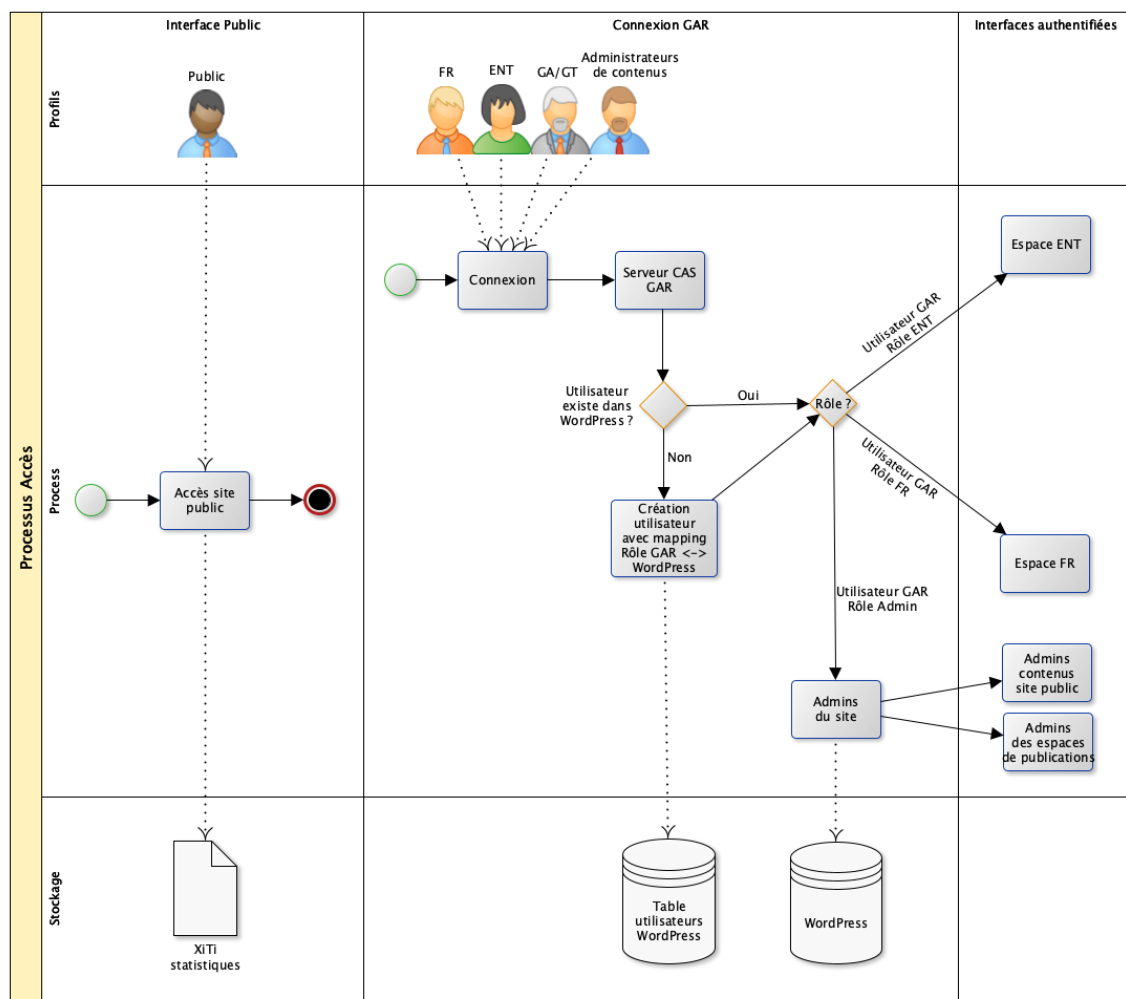 Interface Public
Connexion GAR
Interfaces authentifiées
Processus Accès
Profils
Public
FR
ENT
GA/GT
Administrateurs
de contenus
Process
Connexion
Serveur CAS
GAR
Espace ENT
Utilisateur GAR
Rôle ENT
Utilisateur
existe dans
WordPress ?
Oui
Rôle ?
Non
Utilisateur GAR
Rôle FR
Accès site
public
Création
utilisateur
avec mapping
Rôle GAR <->
WordPress
Espace FR
Utilisateur GAR
Rôle Admin
Admins
du site
Admins
contenus
site public
Admins
des espaces
de publications
Stockage
XiTi
statistiques
Table
utilisateurs
WordPress
WordPress